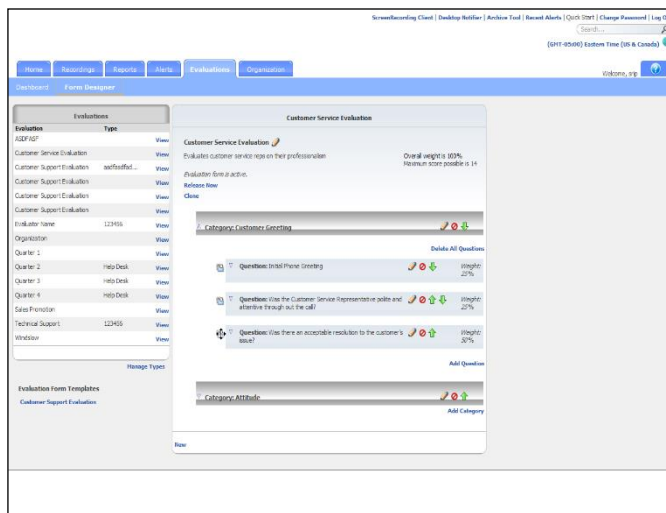 ScreenRecording Client | Desktop Notifier | Archive Tool | Recent Alerts | Quick Start | Change Password | Log O
Search...
(GMT-05:00) Eastern Time (US & Canada)
Home Recordings Reports Alerts Evaluations Organization
Welcome, srip
Dashboard Form Designer
Evaluations
Evaluation Type
ASDFASF View
Customer Service Evaluation View
Customer Support Evaluation asdfasdfad... View
Customer Support Evaluation View
Customer Support Evaluation View
Customer Support Evaluation View
Evaluator Name 123456 View
Organization View
Quarter 1 View
Quarter 2 Help Desk View
Quarter 3 Help Desk View
Quarter 4 Help Desk View
Sales Promotion View
Technical Support 123456 View
Windslow View
Manage Types
Evaluation Form Templates
Customer Support Evaluation
Customer Service Evaluation
Customer Service Evaluation
Evaluates customer service reps on their professionalism
Overall weight is 100%
Maximum score possible is 14
Evaluation form is active.
Release Now
Clone
Category: Customer Greeting
Delete All Questions
Question: Initial Phone Greeting
Weight:
25%
Question: Was the Customer Service Representative polite and
attentive through out the call?
Weight:
25%
Question: Was there an acceptable resolution to the customer's
issue?
Weight:
50%
Add Question
Category: Attitude
Add Category
New